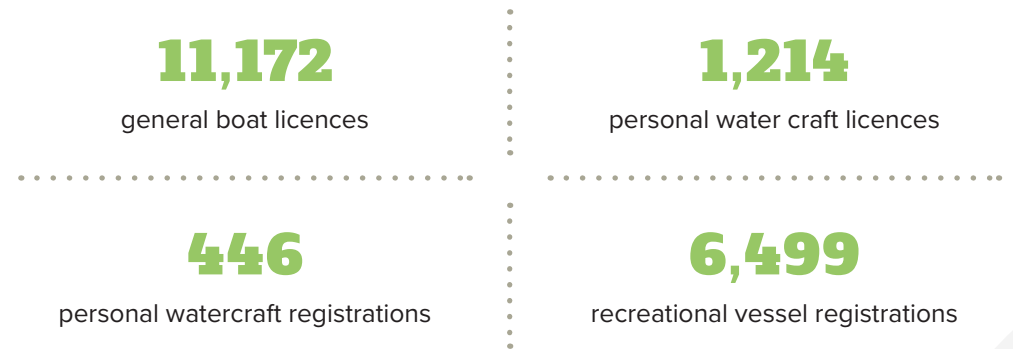 11,172
general boat licences
1,214
personal water craft licences
446
personal watercraft registrations
6,499
recreational vessel registrations